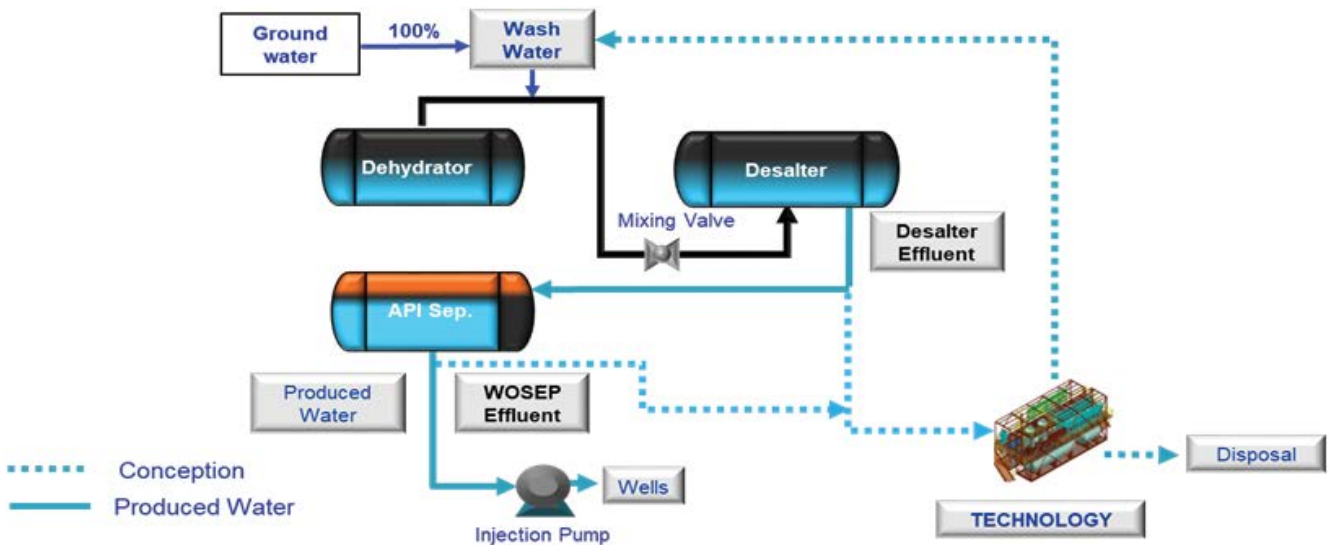 Ground
water
100%
Wash
Water
Dehydrator
Desalter
Mixing Valve
Desalter
Effluent
API Sep.
Produced
Water
WOSEP
Effluent
Conception
Produced Water
Injection Pump
Wells
TECHNOLOGY
Disposal